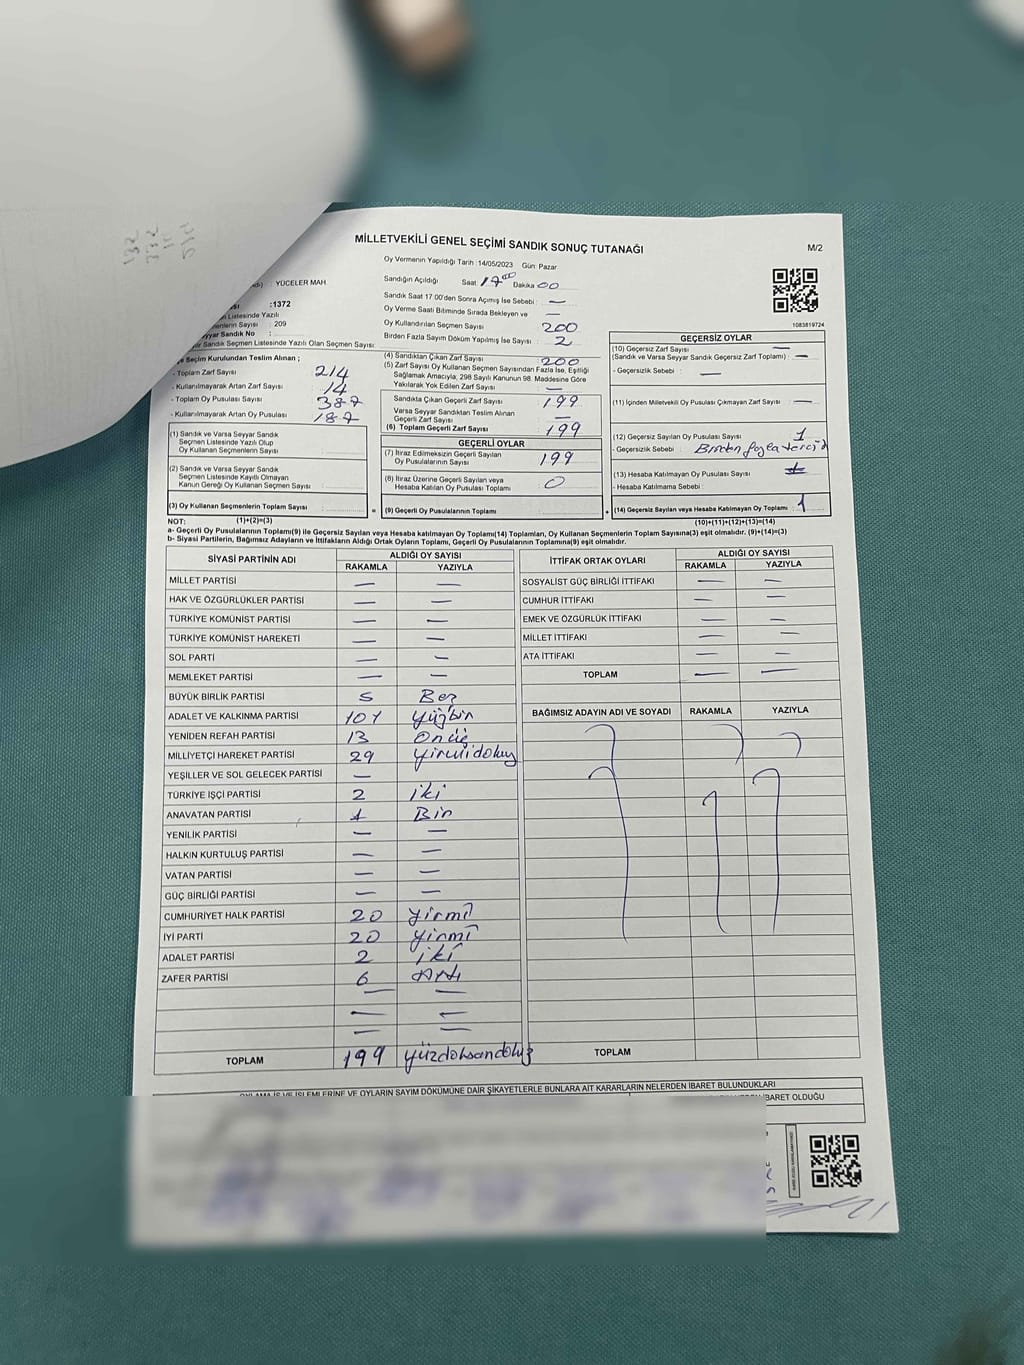 132
332
11
510
MİLLETVEKİLİ GENEL SEÇİMİ SANDIK SONUÇ TUTANAĞI
M/2
Oy Vermenin Yapıldığı Tarih :14/05/2023 Gün: Pazar
: YÜCELER MAH
Sandığın Açıldığı Saat 17⁰⁰ Dakika 00
:1372
Sandık Saat 17 00'den Sonra Açılmış İse Sebebi : —
n Listesinde Yazılı
Oy Verme Saati Bitiminde Sırada Bekleyen ve
menlerin Sayısı : 209
Oy Kullandırılan Seçmen Sayısı : 200
yyar Sandık No :
Birden Fazla Sayım Döküm Yapılmış İse Sayısı : 2
yar Sandık Seçmen Listesinde Yazılı Olan Seçmen Sayısı:
1083819724
e Seçim Kurulundan Teslim Alınan ;
- Toplam Zarf Sayısı 214
- Kullanılmayarak Artan Zarf Sayısı 14
- Toplam Oy Pusulası Sayısı 387
- Kullanılmayarak Artan Oy Pusulası 187
(1) Sandık ve Varsa Seyyar Sandık
Seçmen Listesinde Yazılı Olup
Oy Kullanan Seçmenlerin Sayısı :
(2) Sandık ve Varsa Seyyar Sandık
Seçmen Listesinde Kayıtlı Olmayan
Kanun Gereği Oy Kullanan Seçmen Sayısı :
(3) Oy Kullanan Seçmenlerin Toplam Sayısı :
(1)+(2)=(3)
(4) Sandıktan Çıkan Zarf Sayısı : 200
(5) Zarf Sayısı Oy Kullanan Seçmen Sayısından Fazla İse, Eşitliği
Sağlamak Amacıyla, 298 Sayılı Kanunun 98. Maddesine Göre
Yakılarak Yok Edilen Zarf Sayısı : —
Sandıkta Çıkan Geçerli Zarf Sayısı : 199
Varsa Seyyar Sandıktan Teslim Alınan
Geçerli Zarf Sayısı : —
(6) Toplam Geçerli Zarf Sayısı : 199
GEÇERLİ OYLAR
(7) İtiraz Edilmeksizin Geçerli Sayılan
Oy Pusulalarının Sayısı : 199
(8) İtiraz Üzerine Geçerli Sayılan veya
Hesaba Katılan Oy Pusulası Toplamı : 0
= (9) Geçerli Oy Pusulalarının Toplamı : +
GEÇERSİZ OYLAR
(10) Geçersiz Zarf Sayısı
(Sandık ve Varsa Seyyar Sandık Geçersiz Zarf Toplamı) : —
- Geçersizlik Sebebi : —
(11) İçinden Milletvekili Oy Pusulası Çıkmayan Zarf Sayısı : —
(12) Geçersiz Sayılan Oy Pusulası Sayısı : 1
- Geçersizlik Sebebi : Birden fazla tercih
(13) Hesaba Katılmayan Oy Pusulası Sayısı :
- Hesaba Katılmama Sebebi :
(14) Geçersiz Sayılan veya Hesaba Katılmayan Oy Toplamı : 1
(10)+(11)+(12)+(13)=(14)
NOT:
a- Geçerli Oy Pusulalarının Toplamı(9) ile Geçersiz Sayılan veya Hesaba katılmayan Oy Toplamı(14) Toplamları, Oy Kullanan Seçmenlerin Toplam Sayısına(3) eşit olmalıdır. (9)+(14)=(3)
b- Siyasi Partilerin, Bağımsız Adayların ve İttifakların Aldığı Ortak Oyların Toplamı, Geçerli Oy Pusulalarının Toplamına(9) eşit olmalıdır.
SİYASİ PARTİNİN ADI ALDIĞI OY SAYISI
RAKAMLA YAZIYLA
MİLLET PARTİSİ — —
HAK VE ÖZGÜRLÜKLER PARTİSİ — —
TÜRKİYE KOMÜNİST PARTİSİ — —
TÜRKİYE KOMÜNİST HAREKETİ — —
SOL PARTİ — —
MEMLEKET PARTİSİ — —
BÜYÜK BİRLİK PARTİSİ 5 Beş
ADALET VE KALKINMA PARTİSİ 101 Yüzbir
YENİDEN REFAH PARTİSİ 13 Onüç
MİLLİYETÇİ HAREKET PARTİSİ 29 Yirmidokuz
YEŞİLLER VE SOL GELECEK PARTİSİ —
TÜRKİYE İŞÇİ PARTİSİ 2 iki
ANAVATAN PARTİSİ 1 Bir
YENİLİK PARTİSİ — —
HALKIN KURTULUŞ PARTİSİ — —
VATAN PARTİSİ — —
GÜÇ BİRLİĞİ PARTİSİ — —
CUMHURİYET HALK PARTİSİ 20 Yirmi
İYİ PARTİ 20 Yirmi
ADALET PARTİSİ 2 iki
ZAFER PARTİSİ 6 Altı
— —
— —
— —
TOPLAM 199 Yüzdoksandokuz
İTTİFAK ORTAK OYLARI ALDIĞI OY SAYISI
RAKAMLA YAZIYLA
SOSYALİST GÜÇ BİRLİĞİ İTTİFAKI — —
CUMHUR İTTİFAKI — —
EMEK VE ÖZGÜRLÜK İTTİFAKI — —
MİLLET İTTİFAKI — —
ATA İTTİFAKI — —
TOPLAM — —
BAĞIMSIZ ADAYIN ADI VE SOYADI RAKAMLA YAZIYLA
TOPLAM
OYLAMA İŞ VE İŞLEMLERİNE VE OYLARIN SAYIM DÖKÜMÜNE DAİR ŞİKAYETLERLE BUNLARA AİT KARARLARIN NELERDEN İBARET BULUNDUKLARI
BARET OLDUĞU